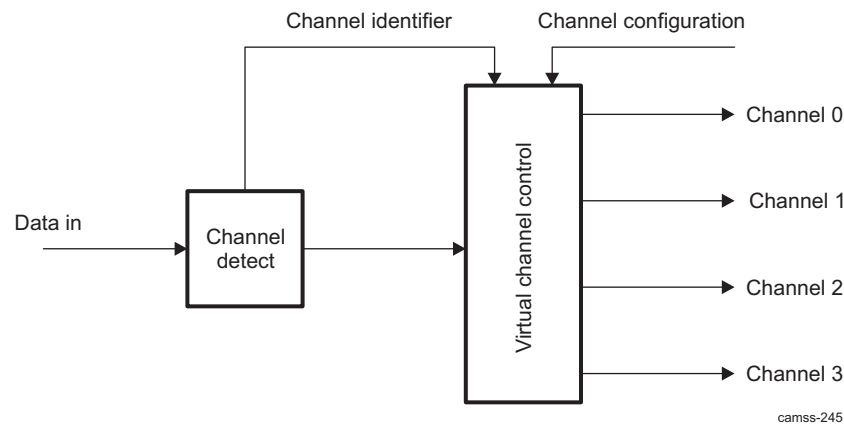 Channel identifier
Channel configuration
Channel 0
Channel 1
Data in
Channel
detect
Virtual channel control
Channel 2
Channel 3
camss-245